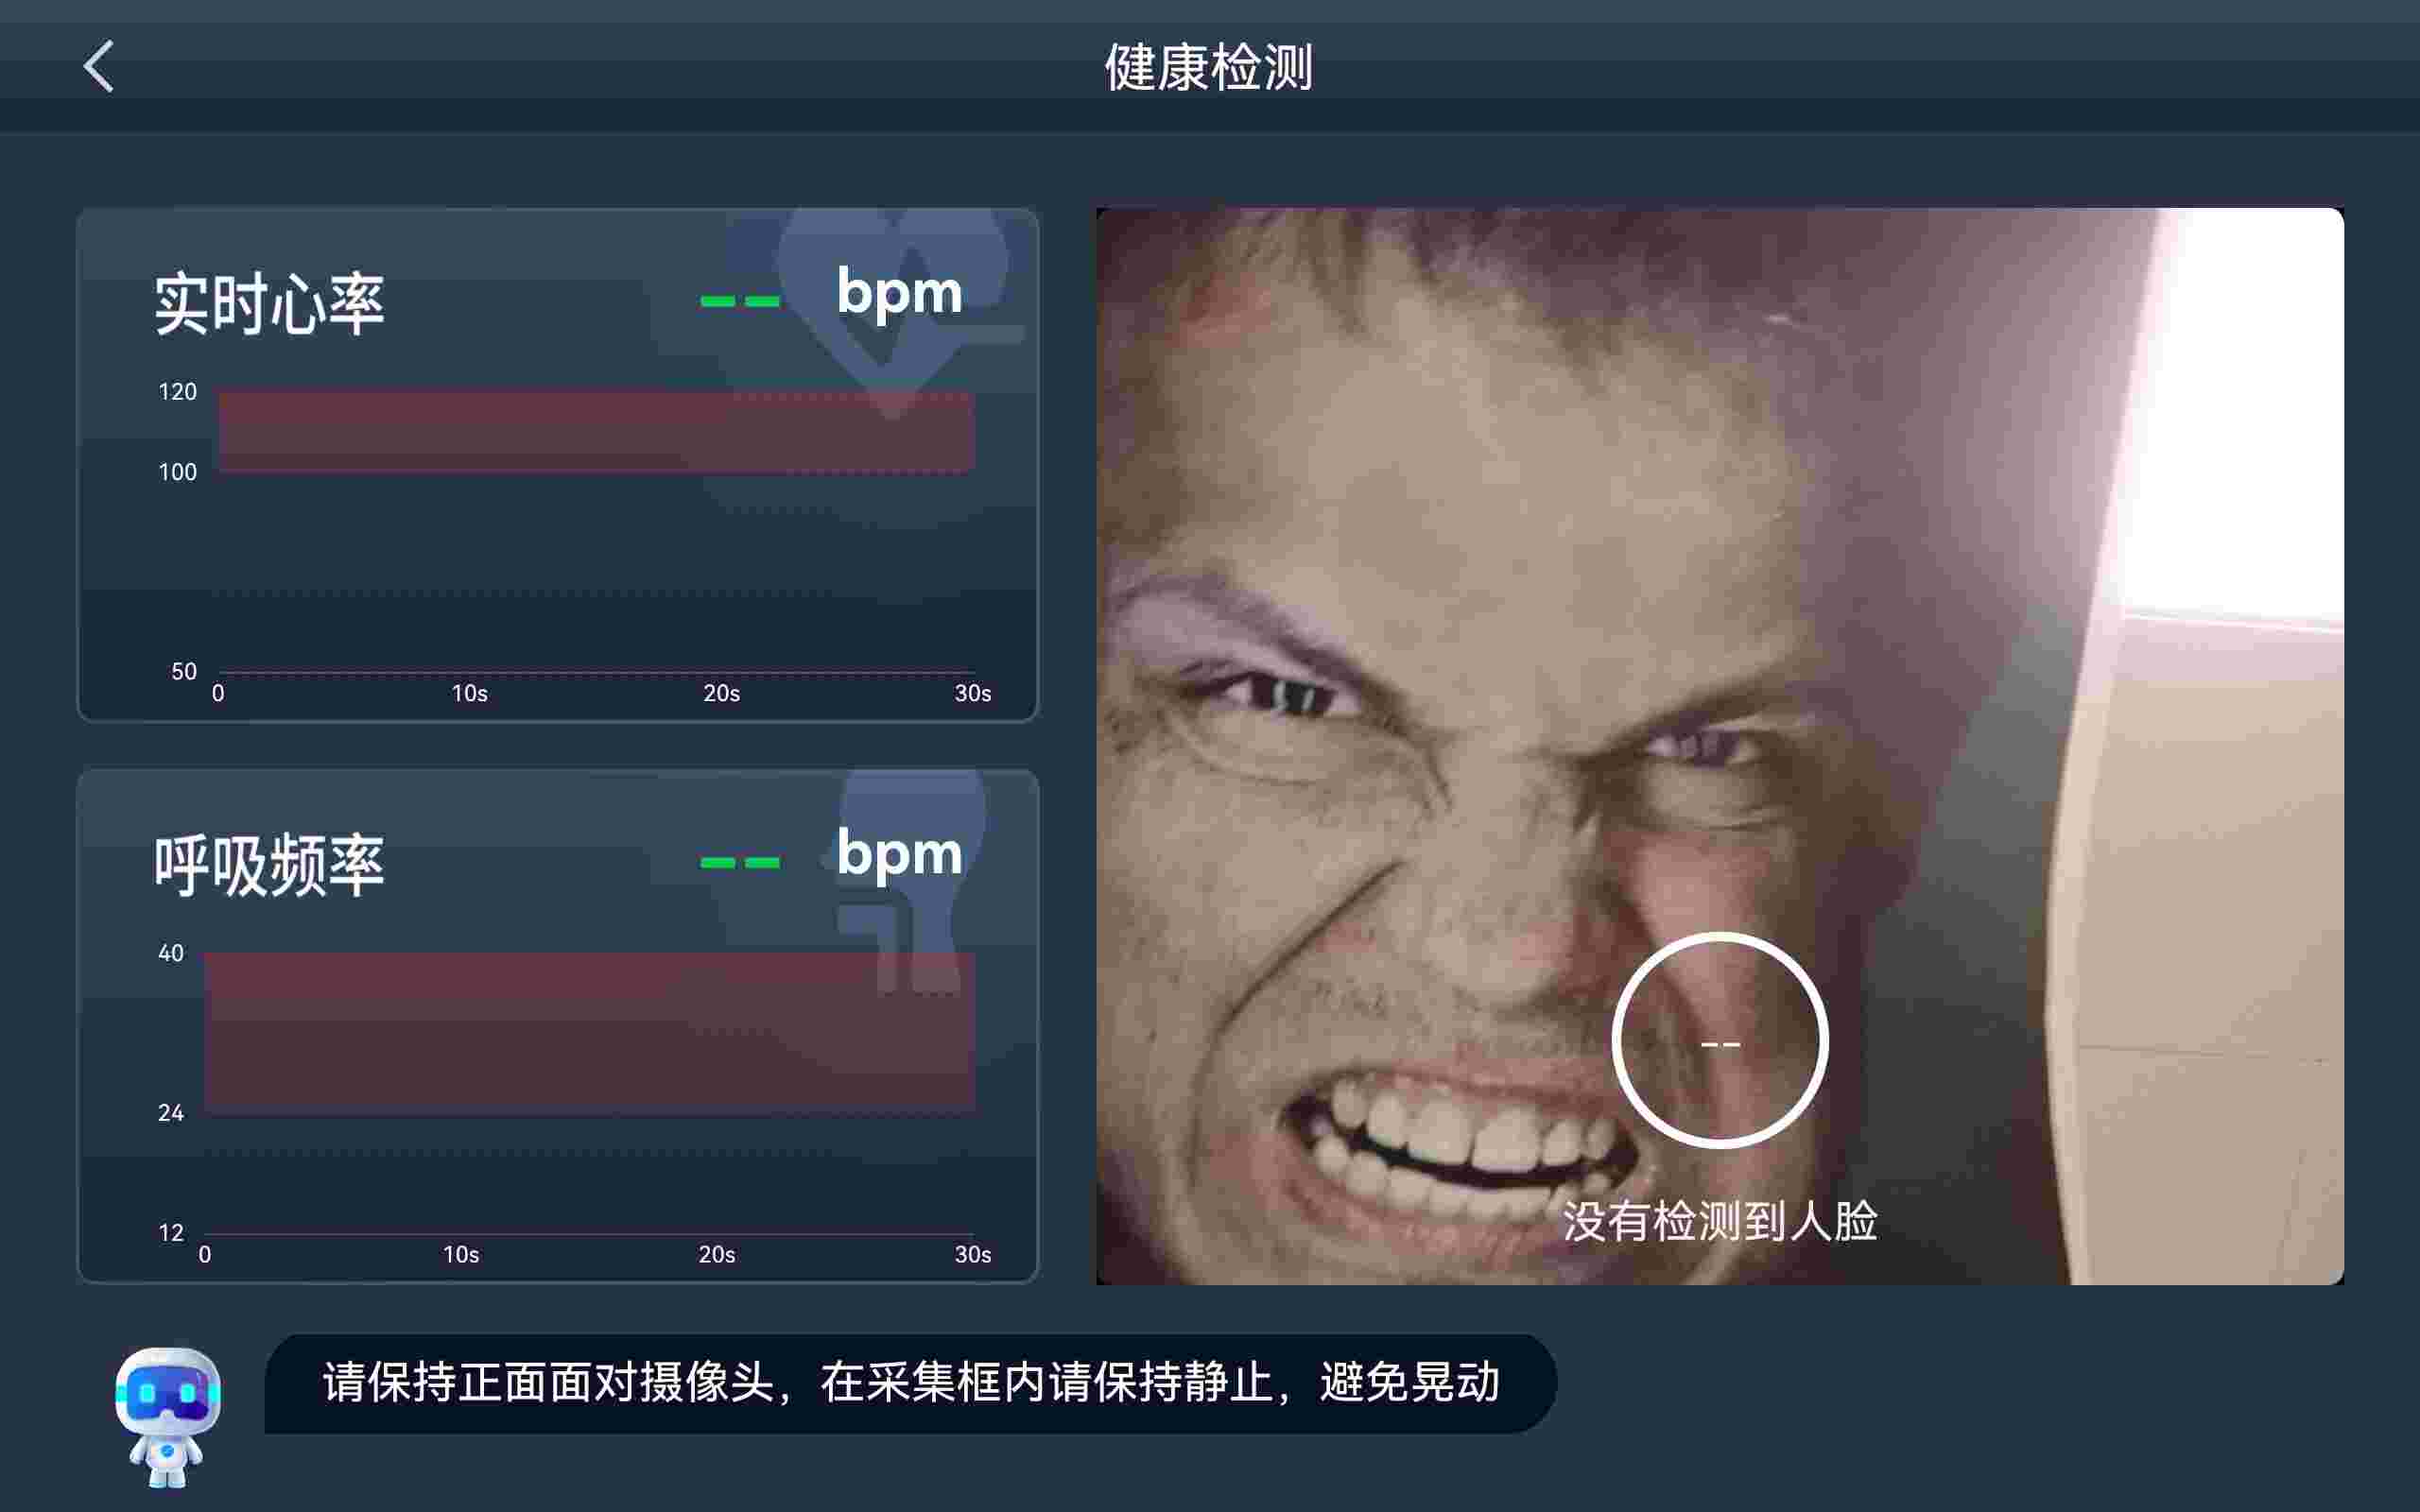 健康检测
实时心率
-- bpm
120
100
50
0 10s 20s 30s
呼吸频率
-- bpm
40
24
12
0 10s 20s 30s
--
没有检测到人脸
请保持正面面对摄像头，在采集框内请保持静止，避免晃动